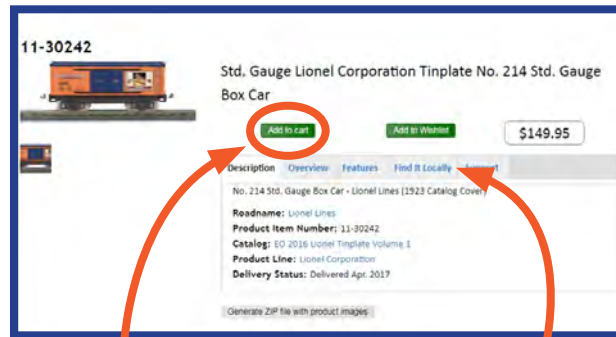 11-30242
Std. Gauge Lionel Corporation Tinplate No. 214 Std. Gauge
Box Car
Add to cart
Add to Wishlist
$149.95
Description Overview Features Find It Locally Support
No. 214 Std. Gauge Box Car - Lionel Lines (1923 Catalog Cover)
Roadname: Lionel Lines
Product Item Number: 11-30242
Catalog: EO 2016 Lionel Tinplate Volume 1
Product Line: Lionel Corporation
Delivery Status: Delivered Apr. 2017
Generate ZIP file with product images